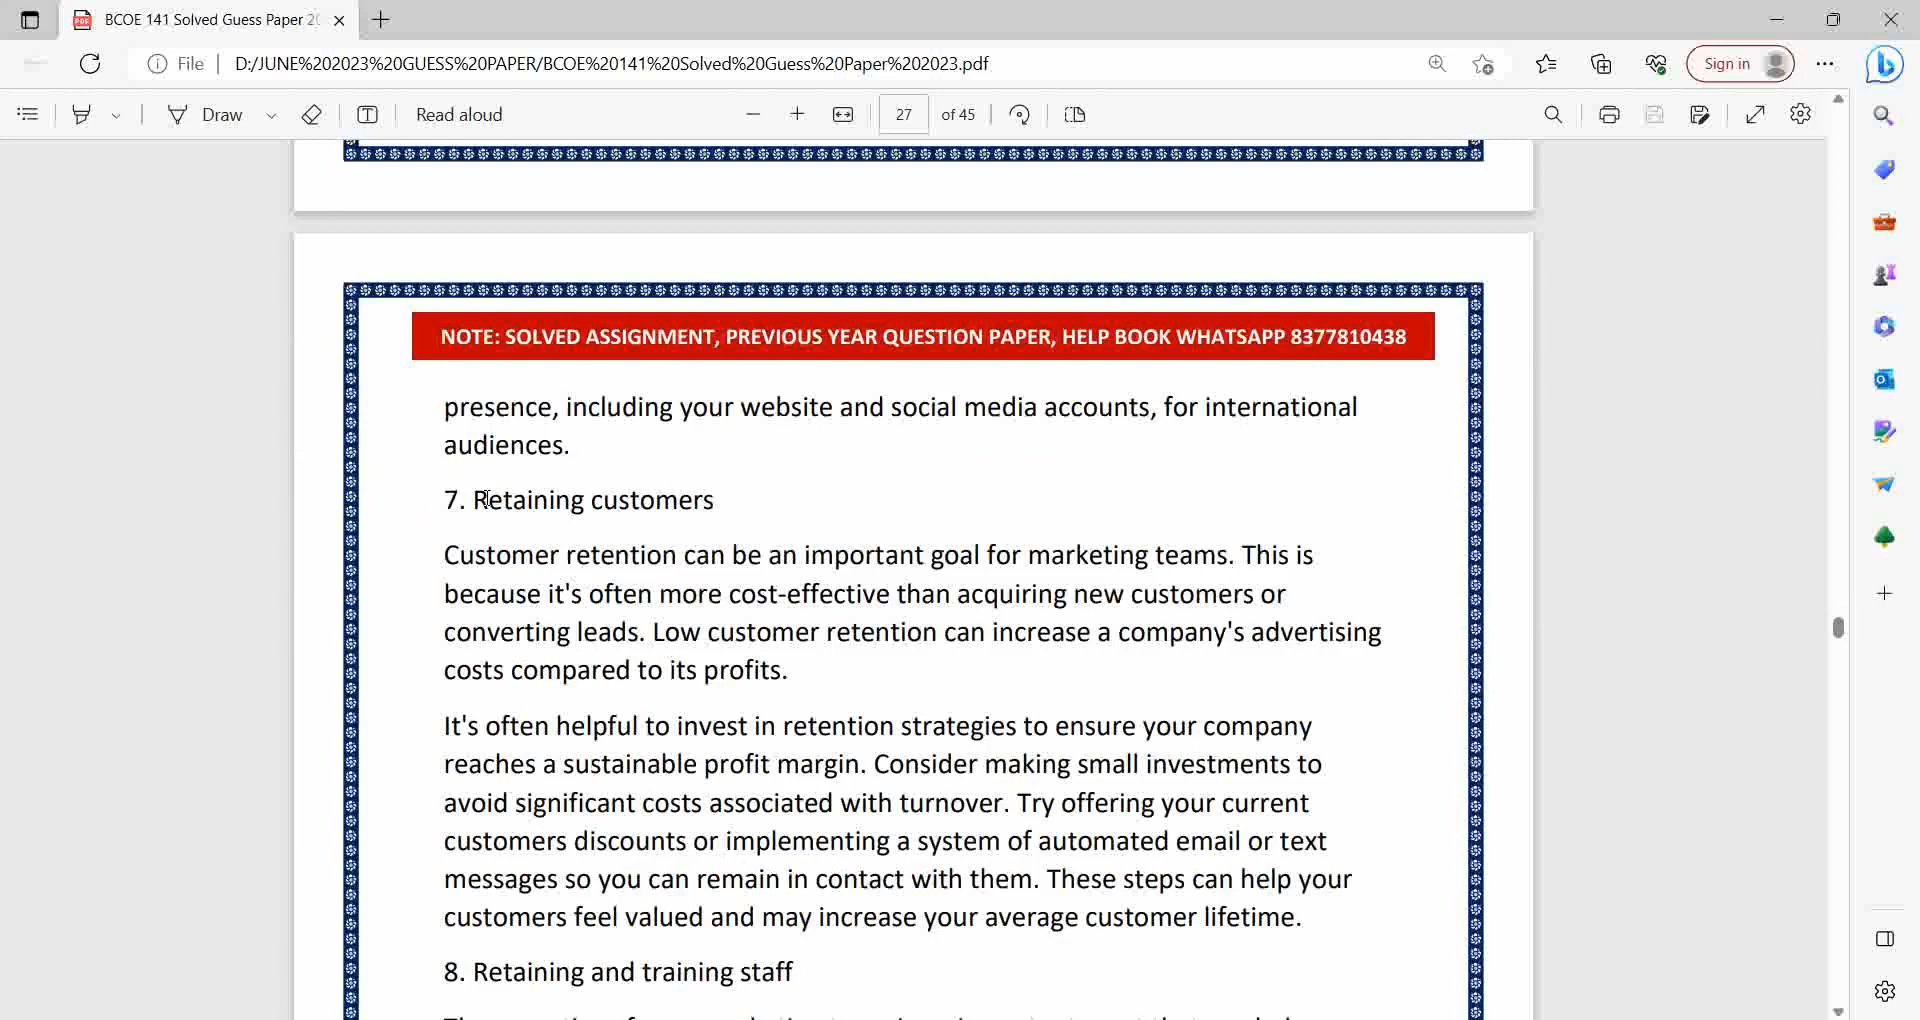 BCOE 141 Solved Guess Paper 20
File
D:/JUNE%202023%20GUESS%20PAPER/BCOE%20141%20Solved%20Guess%20Paper%202023.pdf
Sign in
Draw
Read aloud
27 of 45
NOTE: SOLVED ASSIGNMENT, PREVIOUS YEAR QUESTION PAPER, HELP BOOK WHATSAPP 8377810438
presence, including your website and social media accounts, for international
audiences.
7. Retaining customers
Customer retention can be an important goal for marketing teams. This is
because it's often more cost-effective than acquiring new customers or
converting leads. Low customer retention can increase a company's advertising
costs compared to its profits.
It's often helpful to invest in retention strategies to ensure your company
reaches a sustainable profit margin. Consider making small investments to
avoid significant costs associated with turnover. Try offering your current
customers discounts or implementing a system of automated email or text
messages so you can remain in contact with them. These steps can help your
customers feel valued and may increase your average customer lifetime.
8. Retaining and training staff